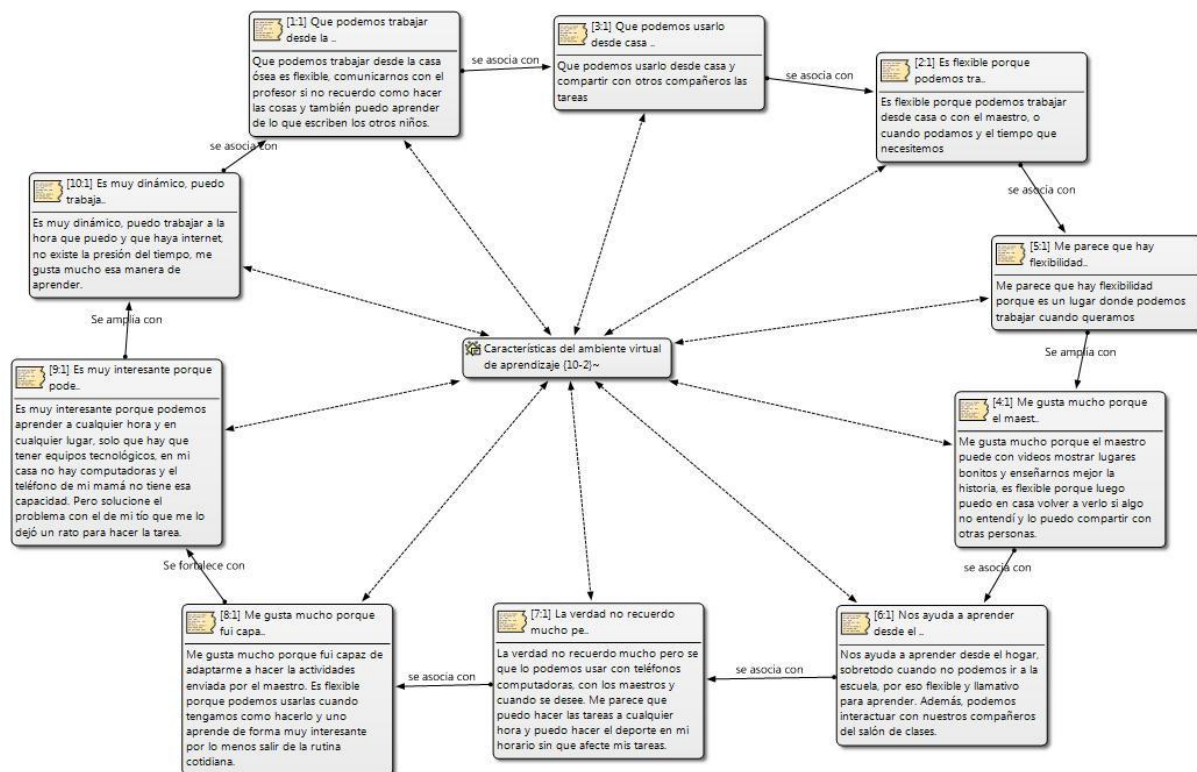 [1:1] Que podemos trabajar
desde la ..
Que podemos trabajar desde la casa
ósea es flexible, comunicarnos con el
profesor si no recuerdo como hacer
las cosas y también puedo aprender
de lo que escriben los otros niños.
se asocia con
[3:1] Que podemos usarlo
desde casa ..
Que podemos usarlo desde casa y
compartir con otros compañeros las
tareas
se asocia con
[2:1] Es flexible porque
podemos tra..
Es flexible porque podemos trabajar
desde casa o con el maestro, o
cuando podamos y el tiempo que
necesitemos
se asocia con
[5:1] Me parece que hay
flexibilidad..
Me parece que hay flexibilidad
porque es un lugar donde podemos
trabajar cuando queramos
Se amplia con
[4:1] Me gusta mucho porque
el maest..
Me gusta mucho porque el maestro
puede con videos mostrar lugares
bonitos y enseñarnos mejor la
historia, es flexible porque luego
puedo en casa volver a verlo si algo
no entendí y lo puedo compartir con
otras personas.
se asocia con
[6:1] Nos ayuda a aprender
desde el ..
Nos ayuda a aprender desde el hogar,
sobretodo cuando no podemos ir a la
escuela, por eso flexible y llamativo
para aprender. Además, podemos
interactuar con nuestros compañeros
del salón de clases.
se asocia con
[7:1] La verdad no recuerdo
mucho pe..
La verdad no recuerdo mucho pero se
que lo podemos usar con teléfonos
computadoras, con los maestros y
cuando se desee. Me parece que
puedo hacer las tareas a cualquier
hora y puedo hacer el deporte en mi
horario sin que afecte mis tareas.
se asocia con
[8:1] Me gusta mucho porque
fui capa..
Me gusta mucho porque fui capaz de
adaptarme a hacer la actividades
enviada por el maestro. Es flexible
porque podemos usarlas cuando
tengamos como hacerlo y uno
aprende de forma muy interesante
por lo menos salir de la rutina
cotidiana.
Se fortalece con
[9:1] Es muy interesante porque
pode..
Es muy interesante porque podemos
aprender a cualquier hora y en
cualquier lugar, solo que hay que
tener equipos tecnológicos, en mi
casa no hay computadoras y el
teléfono de mi mamá no tiene esa
capacidad. Pero solucione el
problema con el de mi tío que me lo
dejó un rato para hacer la tarea.
Se amplia con
[10:1] Es muy dinámico, puedo
trabaja..
Es muy dinámico, puedo trabajar a la
hora que puedo y que haya internet,
no existe la presión del tiempo, me
gusta mucho esa manera de
aprender.
se asocia con
Características del ambiente virtual
de aprendizaje {10-2}~